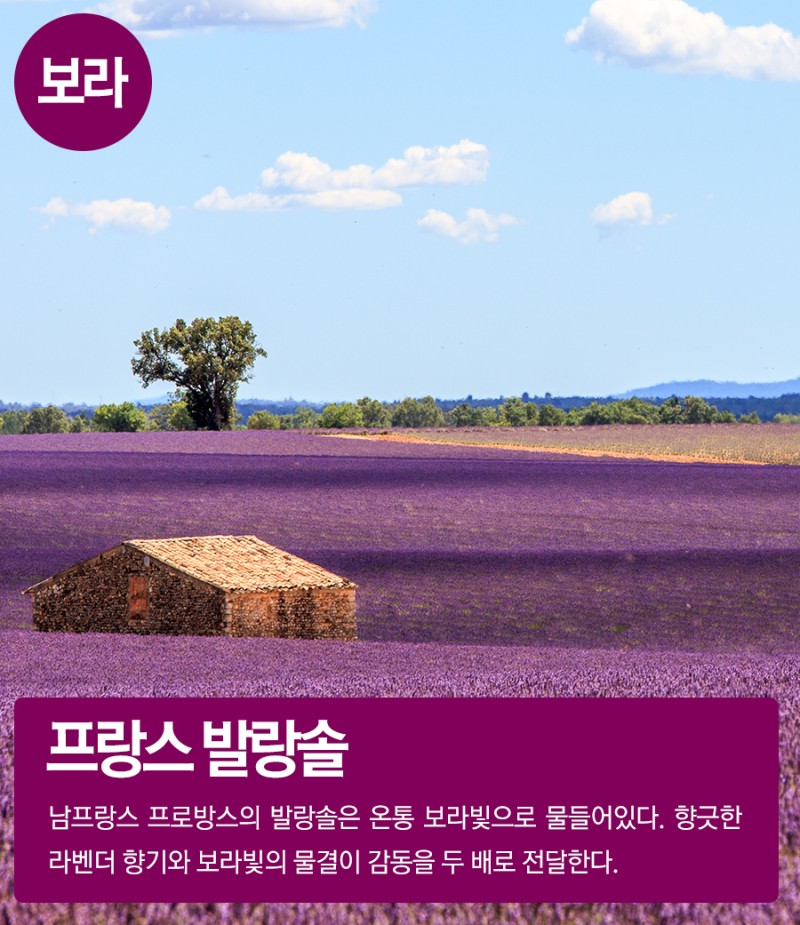 보라
프랑스 발랑솔
남프랑스 프로방스의 발랑솔은 온통 보라빛으로 물들어있다. 향긋한
라벤더 향기와 보라빛의 물결이 감동을 두 배로 전달한다.